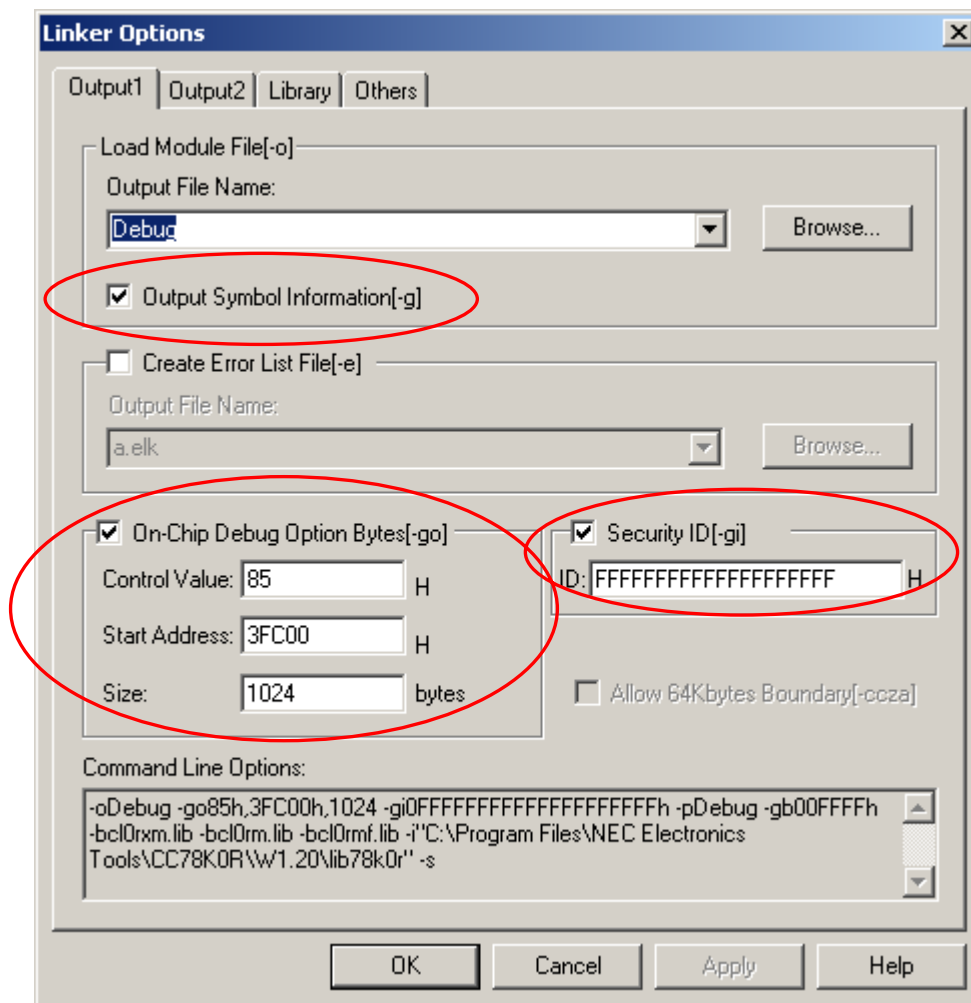 Linker Options
Output1
Output2
Library
Others
Load Module File[-o]
Output File Name:
Debug
Browse...
Output Symbol Information[-g]
Create Error List File[-e]
Output File Name:
a.elk
Browse...
On-Chip Debug Option Bytes[-go]
Control Value: 85 H
Start Address: 3FC00 H
Size: 1024 bytes
Security ID[-gi]
ID: FFFFFFFFFFFFFFFFFFFF H
Allow 64Kbytes Boundary[-ccza]
Command Line Options:
-oDebug -go85h,3FC00h,1024 -gi0FFFFFFFFFFFFFFFFFFFFh -pDebug -gb00FFFFh
-bcl0rxm.lib -bcl0rm.lib -bcl0rmf.lib -i"C:\Program Files\NEC Electronics
Tools\CC78K0R\W1.20\lib78k0r" -s
OK
Cancel
Apply
Help